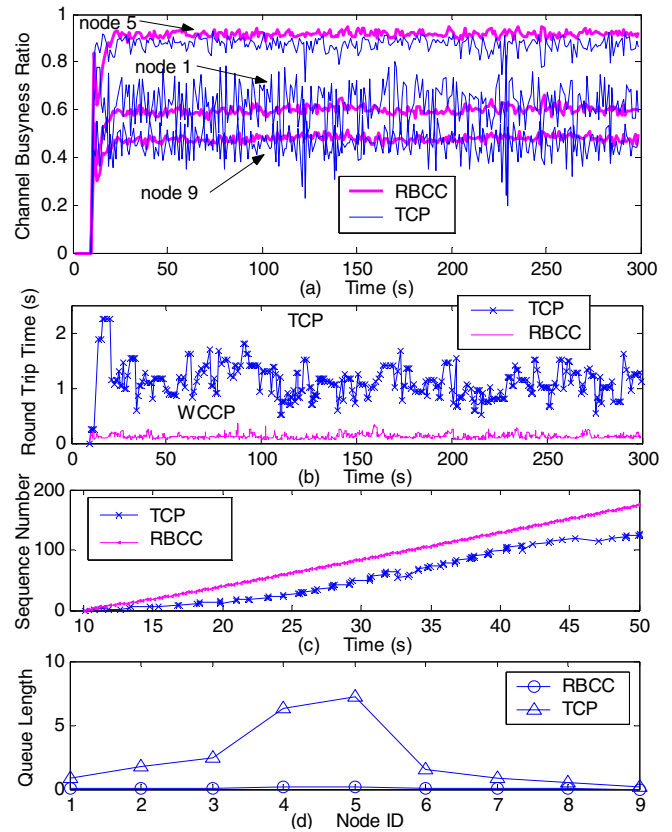 Channel Busyness Ratio
1
0.8
0.6
0.4
0.2
0
node 5
node 1
node 9
RBCC
TCP
0 50 100 150 200 250 300
(a) Time (s)
Round Trip Time (s)
2
1
0
TCP
WCCP
TCP
RBCC
0 50 100 150 200 250 300
(b) Time (s)
Sequence Number
200
100
0
TCP
RBCC
10 15 20 25 30 35 40 45 50
(c) Time (s)
Queue Length
10
5
0
RBCC
TCP
1 2 3 4 5 6 7 8 9
(d) Node ID